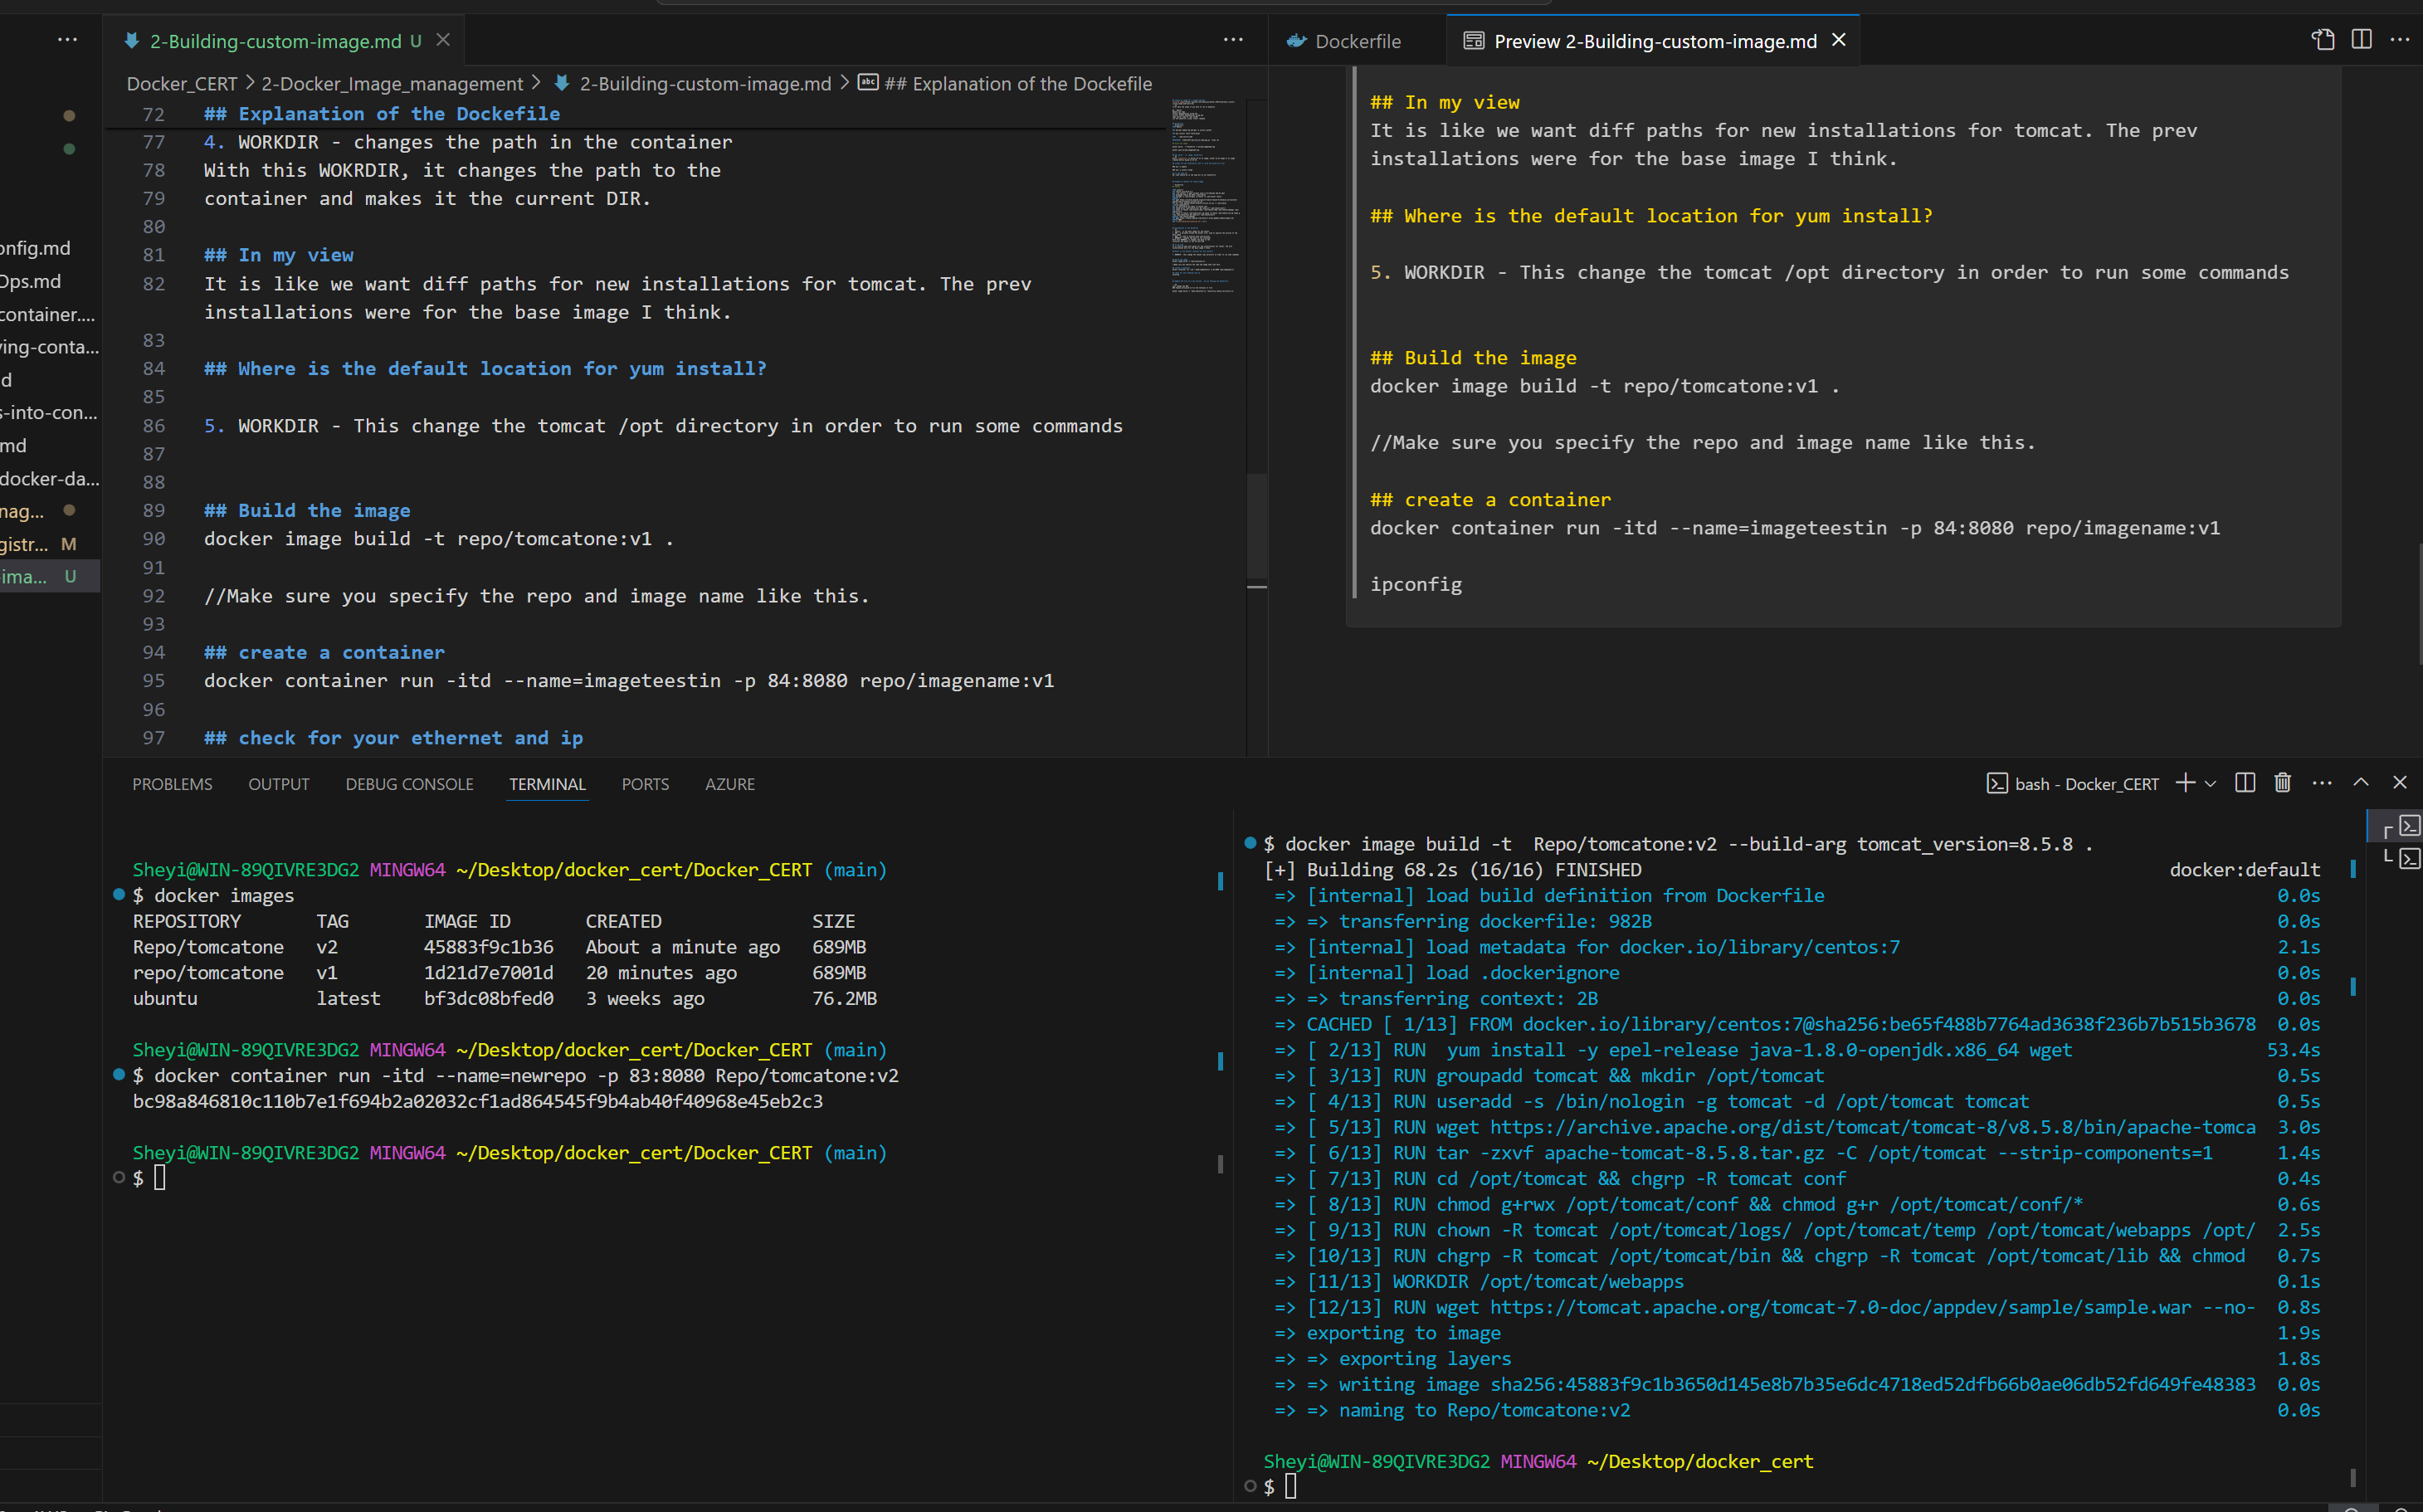 2-Building-custom-image.md U
Dockerfile
Preview 2-Building-custom-image.md
Docker_CERT > 2-Docker_Image_management > 2-Building-custom-image.md > abc ## Explanation of the Dockefile
onfig.md
Ops.md
container....
ving-conta...
d
s-into-con...
md
docker-da...
nag...
gistr... M
ima... U
72 ## Explanation of the Dockefile
77 4. WORKDIR - changes the path in the container
78 With this WOKRDIR, it changes the path to the
79 container and makes it the current DIR.
80
81 ## In my view
82 It is like we want diff paths for new installations for tomcat. The prev
installations were for the base image I think.
83
84 ## Where is the default location for yum install?
85
86 5. WORKDIR - This change the tomcat /opt directory in order to run some commands
87
88
89 ## Build the image
90 docker image build -t repo/tomcatone:v1 .
91
92 //Make sure you specify the repo and image name like this.
93
94 ## create a container
95 docker container run -itd --name=imageteestin -p 84:8080 repo/imagename:v1
96
97 ## check for your ethernet and ip
## In my view
It is like we want diff paths for new installations for tomcat. The prev
installations were for the base image I think.
## Where is the default location for yum install?
5. WORKDIR - This change the tomcat /opt directory in order to run some commands
## Build the image
docker image build -t repo/tomcatone:v1 .
//Make sure you specify the repo and image name like this.
## create a container
docker container run -itd --name=imageteestin -p 84:8080 repo/imagename:v1
ipconfig
PROBLEMS OUTPUT DEBUG CONSOLE TERMINAL PORTS AZURE
bash - Docker_CERT
Sheyi@WIN-89QIVRE3DG2 MINGW64 ~/Desktop/docker_cert/Docker_CERT (main)
$ docker images
REPOSITORY TAG IMAGE ID CREATED SIZE
Repo/tomcatone v2 45883f9c1b36 About a minute ago 689MB
repo/tomcatone v1 1d21d7e7001d 20 minutes ago 689MB
ubuntu latest bf3dc08bfed0 3 weeks ago 76.2MB
Sheyi@WIN-89QIVRE3DG2 MINGW64 ~/Desktop/docker_cert/Docker_CERT (main)
$ docker container run -itd --name=newrepo -p 83:8080 Repo/tomcatone:v2
bc98a846810c110b7e1f694b2a02032cf1ad864545f9b4ab40f40968e45eb2c3
Sheyi@WIN-89QIVRE3DG2 MINGW64 ~/Desktop/docker_cert/Docker_CERT (main)
$
$ docker image build -t  Repo/tomcatone:v2 --build-arg tomcat_version=8.5.8 .
[+] Building 68.2s (16/16) FINISHED docker:default
=> [internal] load build definition from Dockerfile 0.0s
=> => transferring dockerfile: 982B 0.0s
=> [internal] load metadata for docker.io/library/centos:7 2.1s
=> [internal] load .dockerignore 0.0s
=> => transferring context: 2B 0.0s
=> CACHED [ 1/13] FROM docker.io/library/centos:7@sha256:be65f488b7764ad3638f236b7b515b3678 0.0s
=> [ 2/13] RUN  yum install -y epel-release java-1.8.0-openjdk.x86_64 wget 53.4s
=> [ 3/13] RUN groupadd tomcat && mkdir /opt/tomcat 0.5s
=> [ 4/13] RUN useradd -s /bin/nologin -g tomcat -d /opt/tomcat tomcat 0.5s
=> [ 5/13] RUN wget https://archive.apache.org/dist/tomcat/tomcat-8/v8.5.8/bin/apache-tomca 3.0s
=> [ 6/13] RUN tar -zxvf apache-tomcat-8.5.8.tar.gz -C /opt/tomcat --strip-components=1 1.4s
=> [ 7/13] RUN cd /opt/tomcat && chgrp -R tomcat conf 0.4s
=> [ 8/13] RUN chmod g+rwx /opt/tomcat/conf && chmod g+r /opt/tomcat/conf/* 0.6s
=> [ 9/13] RUN chown -R tomcat /opt/tomcat/logs/ /opt/tomcat/temp /opt/tomcat/webapps /opt/ 2.5s
=> [10/13] RUN chgrp -R tomcat /opt/tomcat/bin && chgrp -R tomcat /opt/tomcat/lib && chmod 0.7s
=> [11/13] WORKDIR /opt/tomcat/webapps 0.1s
=> [12/13] RUN wget https://tomcat.apache.org/tomcat-7.0-doc/appdev/sample/sample.war --no- 0.8s
=> exporting to image 1.9s
=> => exporting layers 1.8s
=> => writing image sha256:45883f9c1b3650d145e8b7b35e6dc4718ed52dfb66b0ae06db52fd649fe48383 0.0s
=> => naming to Repo/tomcatone:v2 0.0s
Sheyi@WIN-89QIVRE3DG2 MINGW64 ~/Desktop/docker_cert
$